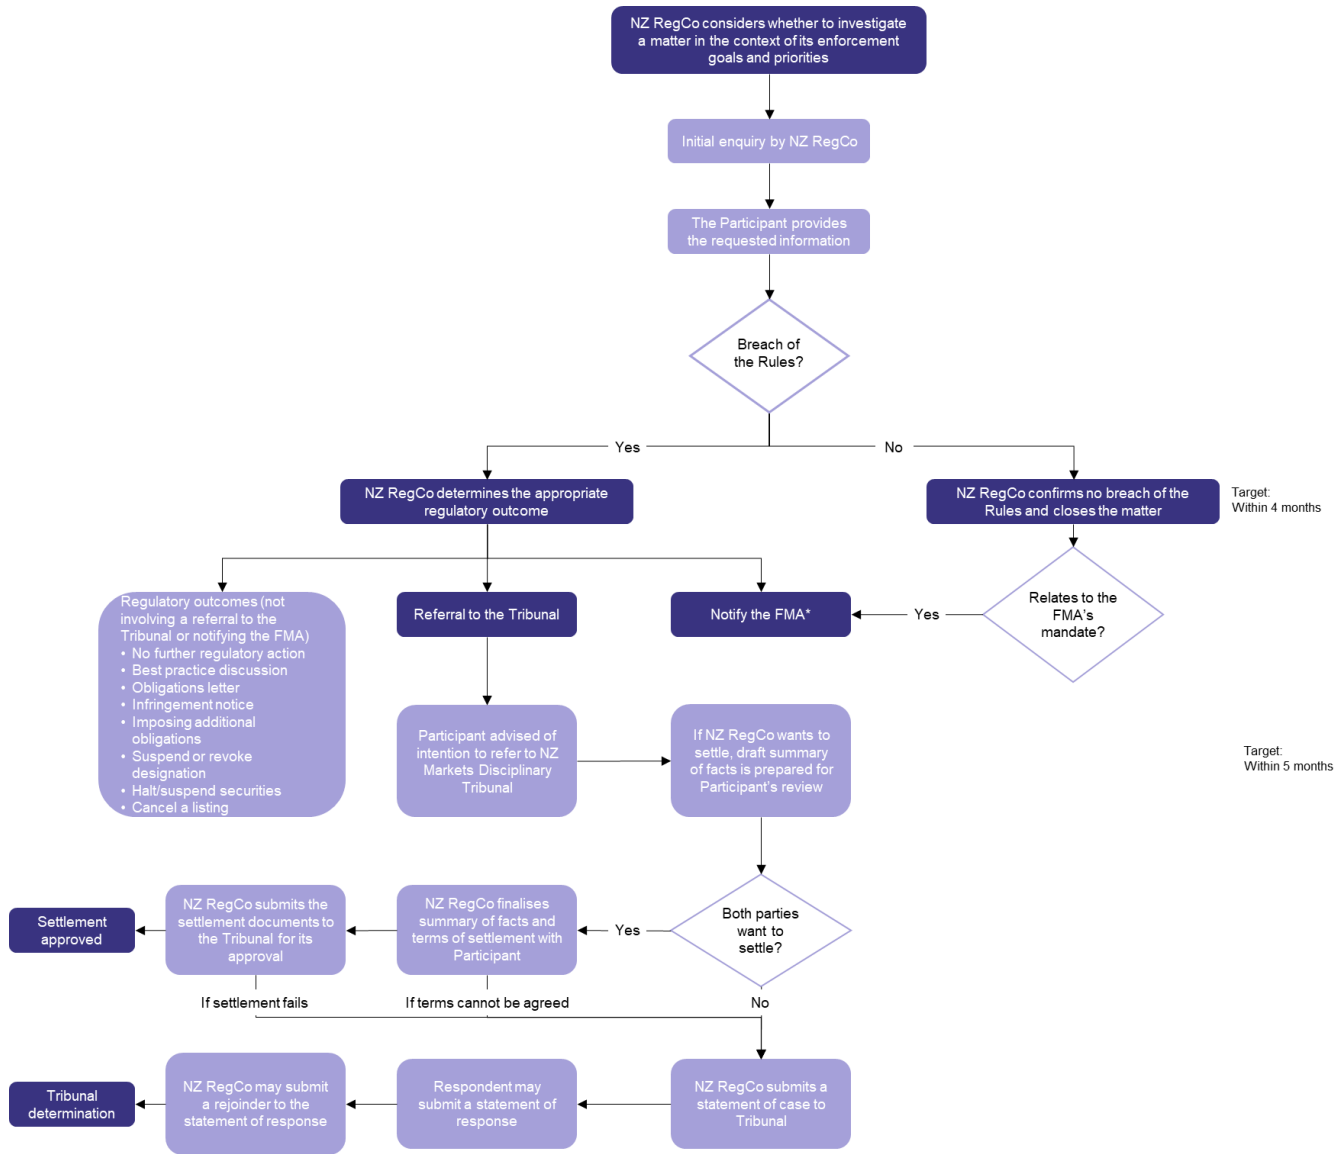 NZ RegCo considers whether to investigate
a matter in the context of its enforcement
goals and priorities
Initial enquiry by NZ RegCo
The Participant provides
the requested information
Breach of
the Rules?
Yes
No
NZ RegCo determines the appropriate
regulatory outcome
NZ RegCo confirms no breach of the
Rules and closes the matter
Target:
Within 4 months
Regulatory outcomes (not
involving a referral to the
Tribunal or notifying the FMA)
• No further regulatory action
• Best practice discussion
• Obligations letter
• Infringement notice
• Imposing additional
obligations
• Suspend or revoke
designation
• Halt/suspend securities
• Cancel a listing
Referral to the Tribunal
Notify the FMA*
Yes
Relates to the
FMA's
mandate?
Participant advised of
intention to refer to NZ
Markets Disciplinary
Tribunal
If NZ RegCo wants to
settle, draft summary
of facts is prepared for
Participant's review
Target:
Within 5 months
Settlement
approved
NZ RegCo submits the
settlement documents to
the Tribunal for its
approval
NZ RegCo finalises
summary of facts and
terms of settlement with
Participant
Yes
Both parties
want to
settle?
If settlement fails
If terms cannot be agreed
No
Tribunal
determination
NZ RegCo may submit
a rejoinder to the
statement of response
Respondent may
submit a statement of
response
NZ RegCo submits a
statement of case to
Tribunal